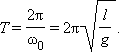 T = 2π/ω₀ = 2π√(l/g) .